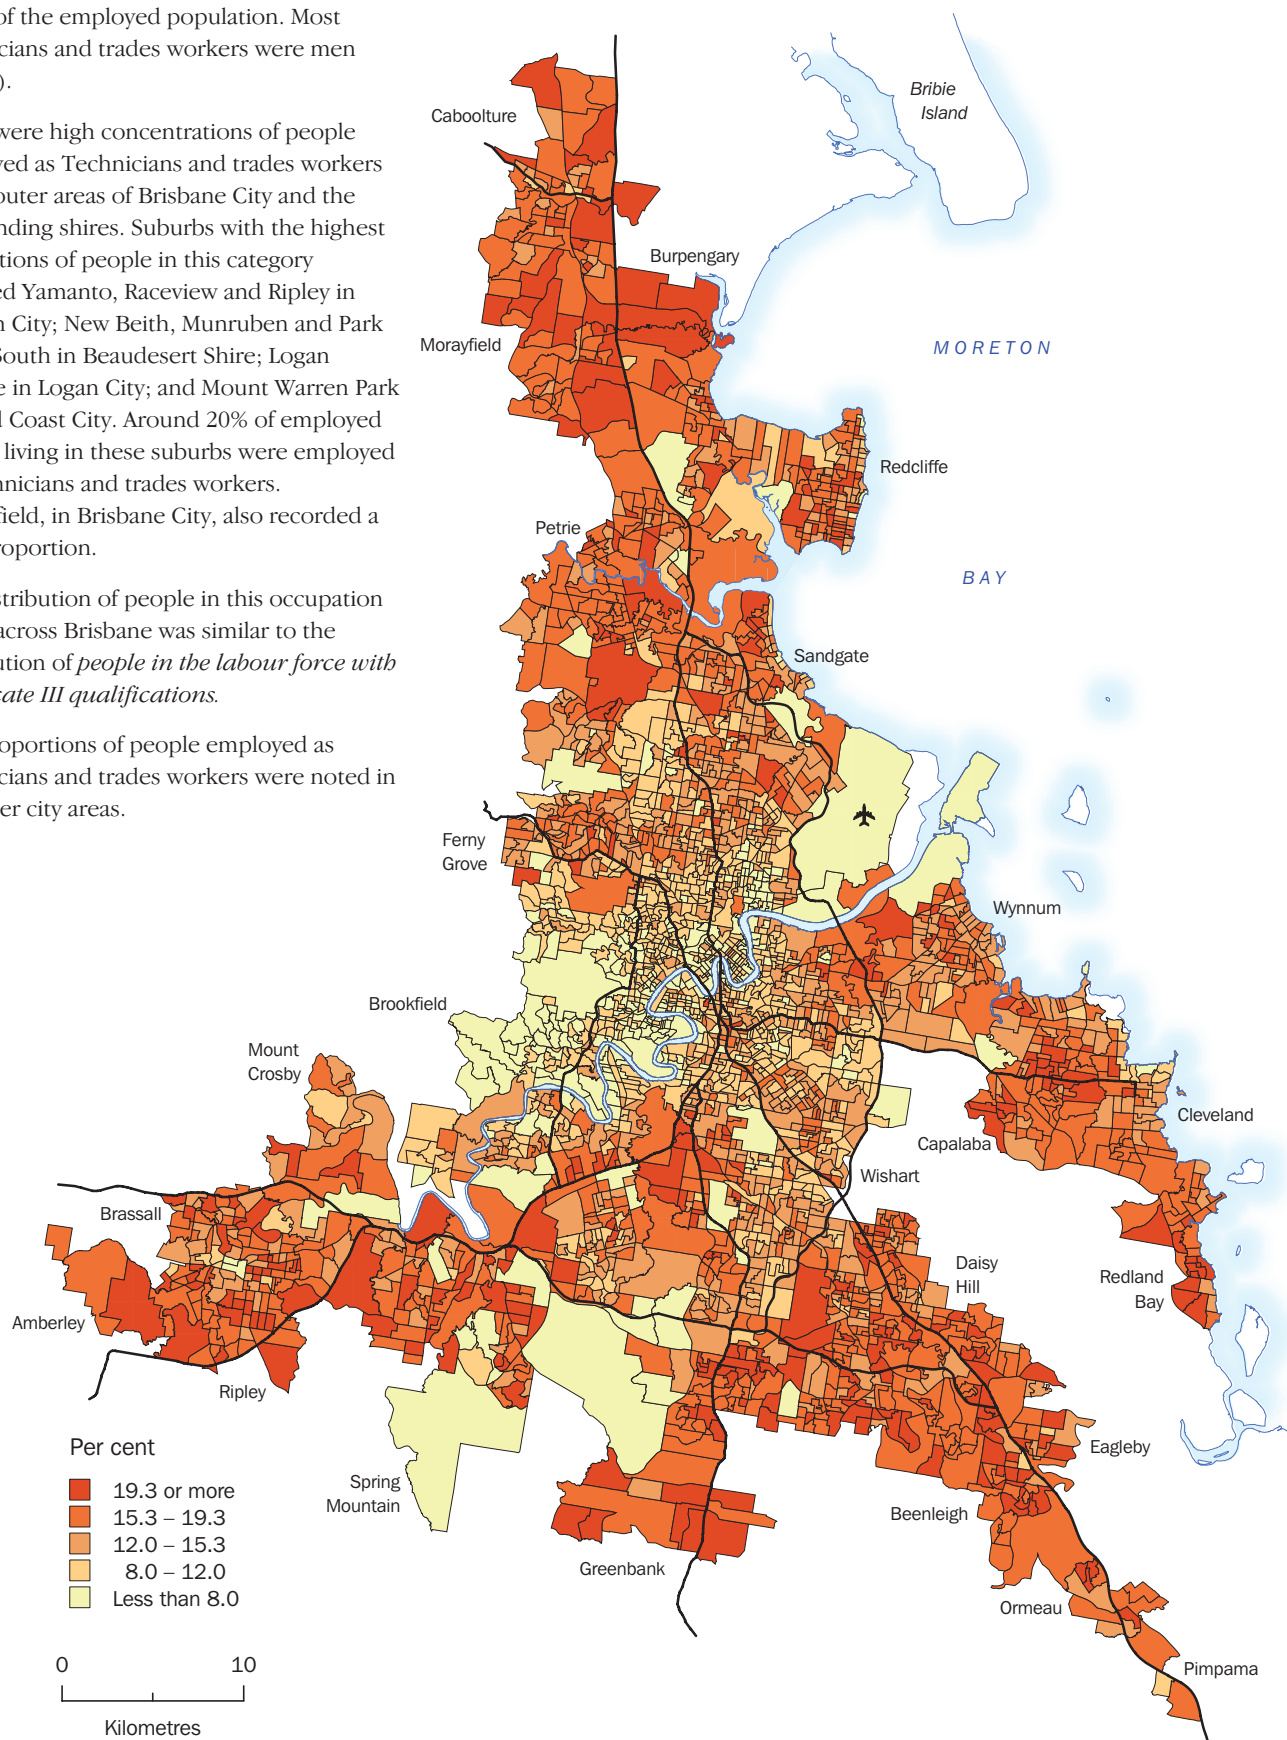 of the employed population. Most
cians and trades workers were men
).
were high concentrations of people
yed as Technicians and trades workers
outer areas of Brisbane City and the
nding shires. Suburbs with the highest
tions of people in this category
ed Yamanto, Raceview and Ripley in
n City; New Beith, Munruben and Park
South in Beaudesert Shire; Logan
e in Logan City; and Mount Warren Park
d Coast City. Around 20% of employed
living in these suburbs were employed
hnicians and trades workers.
field, in Brisbane City, also recorded a
roportion.
stribution of people in this occupation
across Brisbane was similar to the
ution of people in the labour force with
cate III qualifications.
oportions of people employed as
cians and trades workers were noted in
er city areas.
Bribie
Island
Caboolture
Burpengary
Morayfield
MORETON
Redcliffe
Petrie
BAY
Sandgate
Ferny
Grove
Wynnum
Brookfield
Mount
Crosby
Cleveland
Capalaba
Wishart
Brassall
Daisy
Hill
Redland
Bay
Amberley
Ripley
Eagleby
Spring
Mountain
Beenleigh
Greenbank
Ormeau
Pimpama
Per cent
19.3 or more
15.3 – 19.3
12.0 – 15.3
8.0 – 12.0
Less than 8.0
0 10
Kilometres